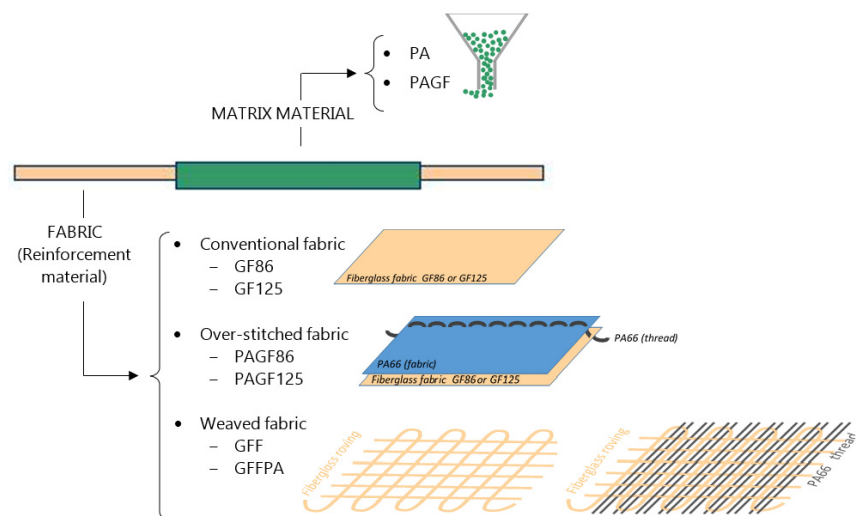 • PA
• PAGF
MATRIX MATERIAL
FABRIC
(Reinforcement
material)
• Conventional fabric
– GF86
– GF125
Fiberglass fabric GF86 or GF125
• Over-stitched fabric
– PAGF86
– PAGF125
PA66 (thread)
PA66 (fabric)
Fiberglass fabric GF86 or GF125
• Weaved fabric
– GFF
– GFFPA
Fiberglass roving
Fiberglass roving
PA66 thread